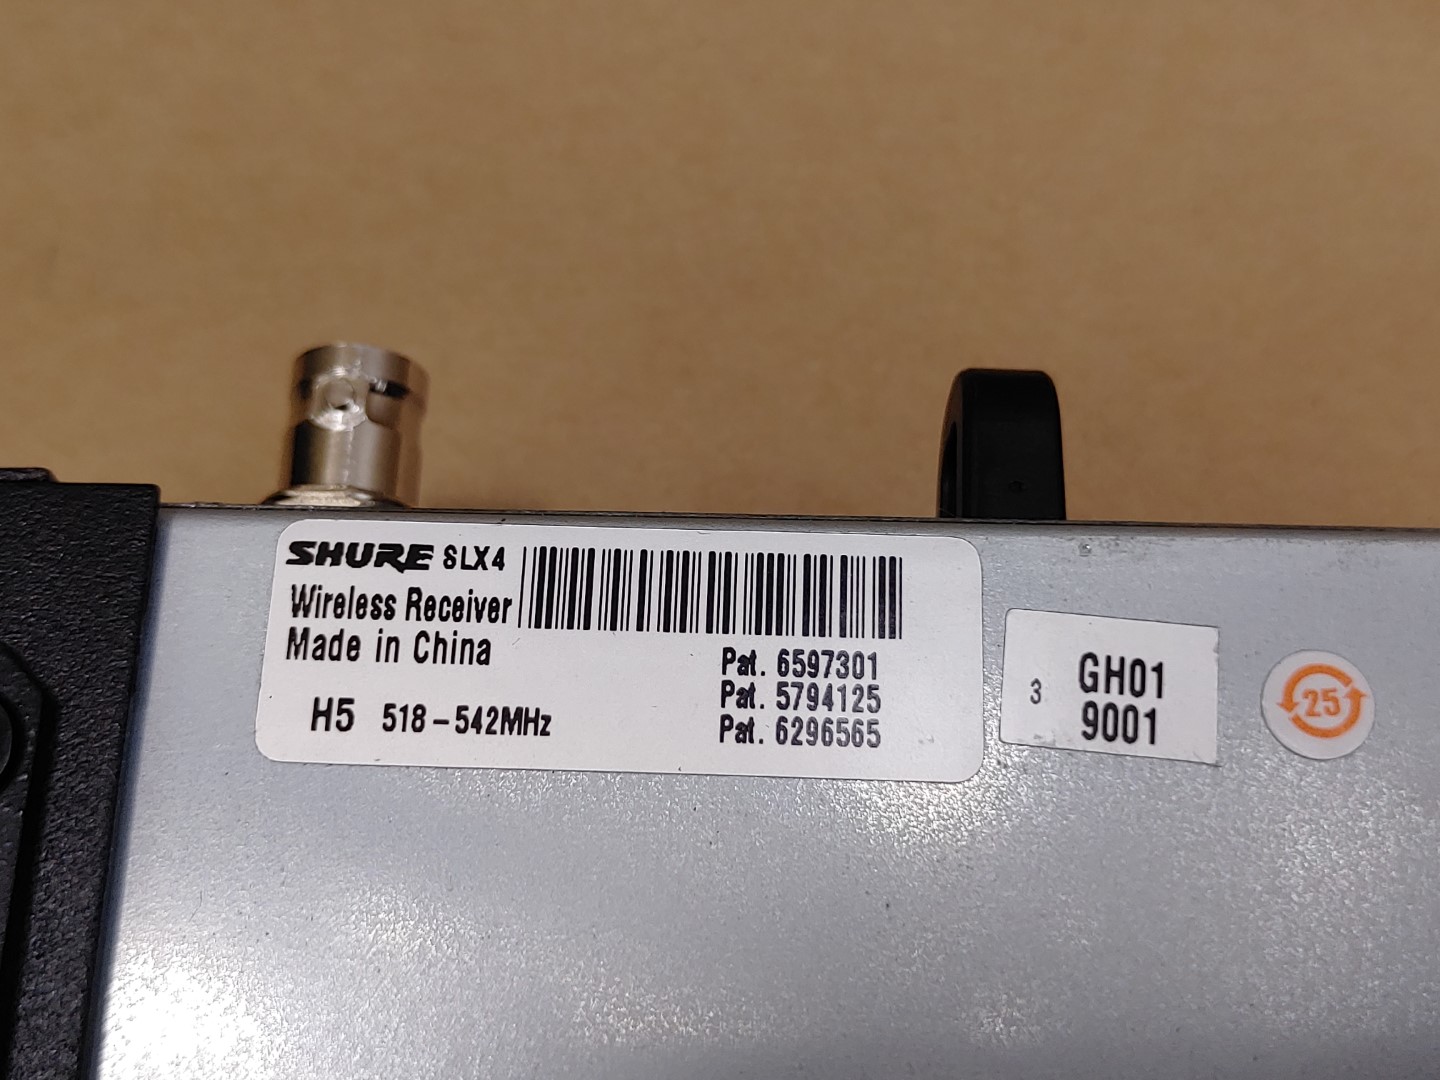 SHURE SLX4
Wireless Receiver
Made in China
H5 518-542MHz
Pat. 6597301
Pat. 5794125
Pat. 6296565
3
GH01
9001
25